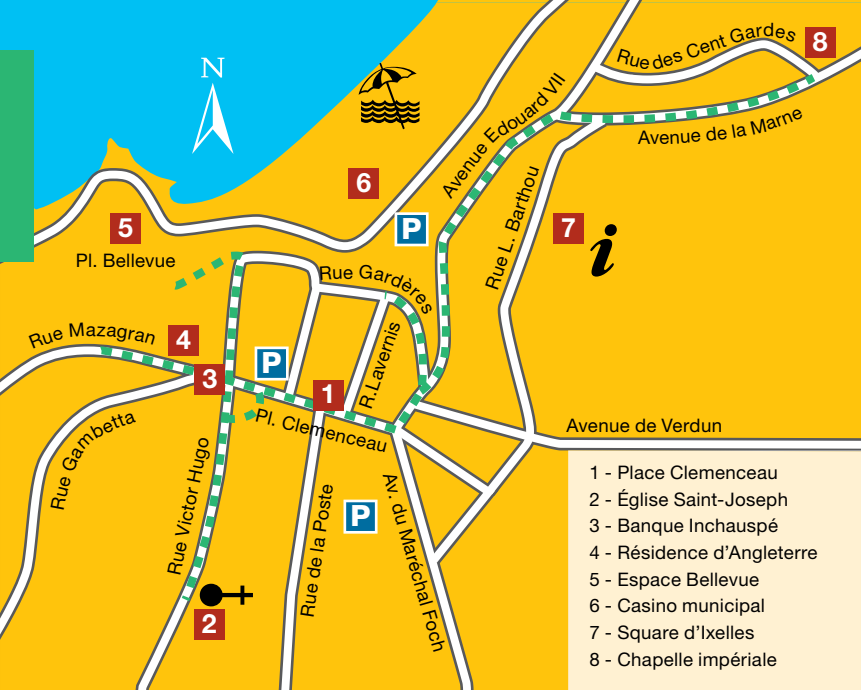 N
8
Rue des Cent Gardes
Avenue Edouard VII
Avenue de la Marne
6
5
P
7
i
Rue L. Barthou
Pl. Bellevue
Rue Gardères
Rue Mazagran
4
P
3
1
R.Lavernis
Pl. Clemenceau
Rue Gambetta
Avenue de Verdun
Rue Victor Hugo
P
Rue de la Poste
Av. du Maréchal Foch
2
1 - Place Clemenceau
2 - Église Saint-Joseph
3 - Banque Inchauspé
4 - Résidence d’Angleterre
5 - Espace Bellevue
6 - Casino municipal
7 - Square d’Ixelles
8 - Chapelle impériale